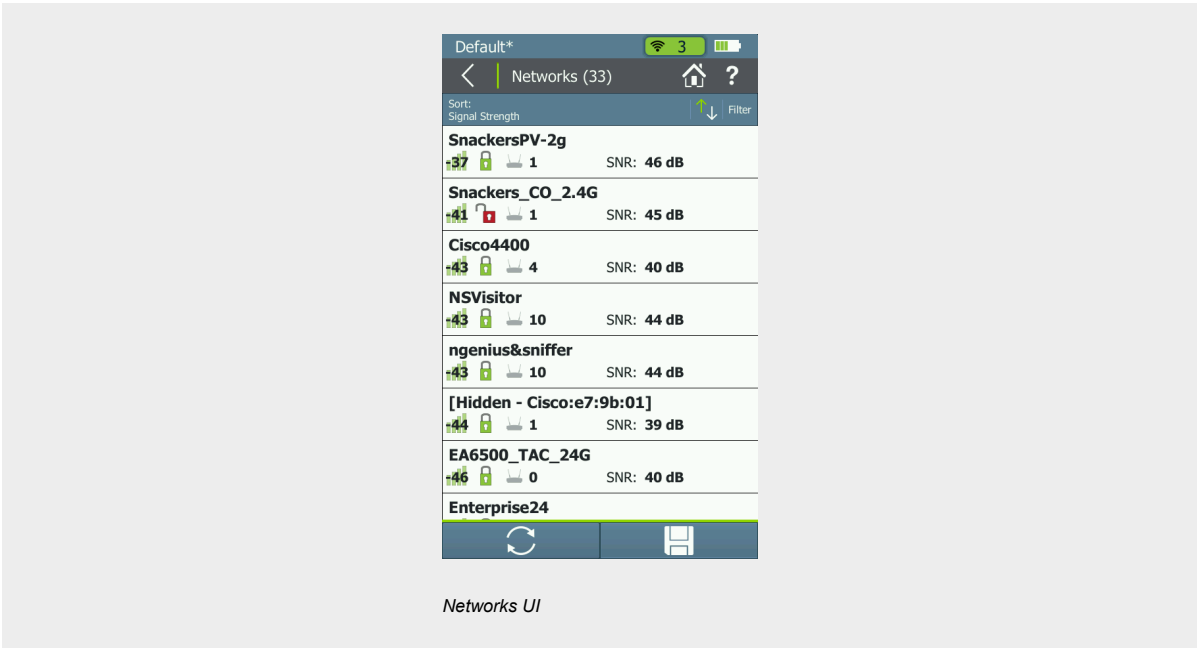 Default*
3
Networks (33)
?
Sort:
Signal Strength
Filter
SnackersPV-2g
-37 1 SNR: 46 dB
Snackers_CO_2.4G
-41 1 SNR: 45 dB
Cisco4400
-43 4 SNR: 40 dB
NSVisitor
-43 10 SNR: 44 dB
ngenius&sniffer
-43 10 SNR: 44 dB
[Hidden - Cisco:e7:9b:01]
-44 1 SNR: 39 dB
EA6500_TAC_24G
-46 0 SNR: 40 dB
Enterprise24
Networks UI